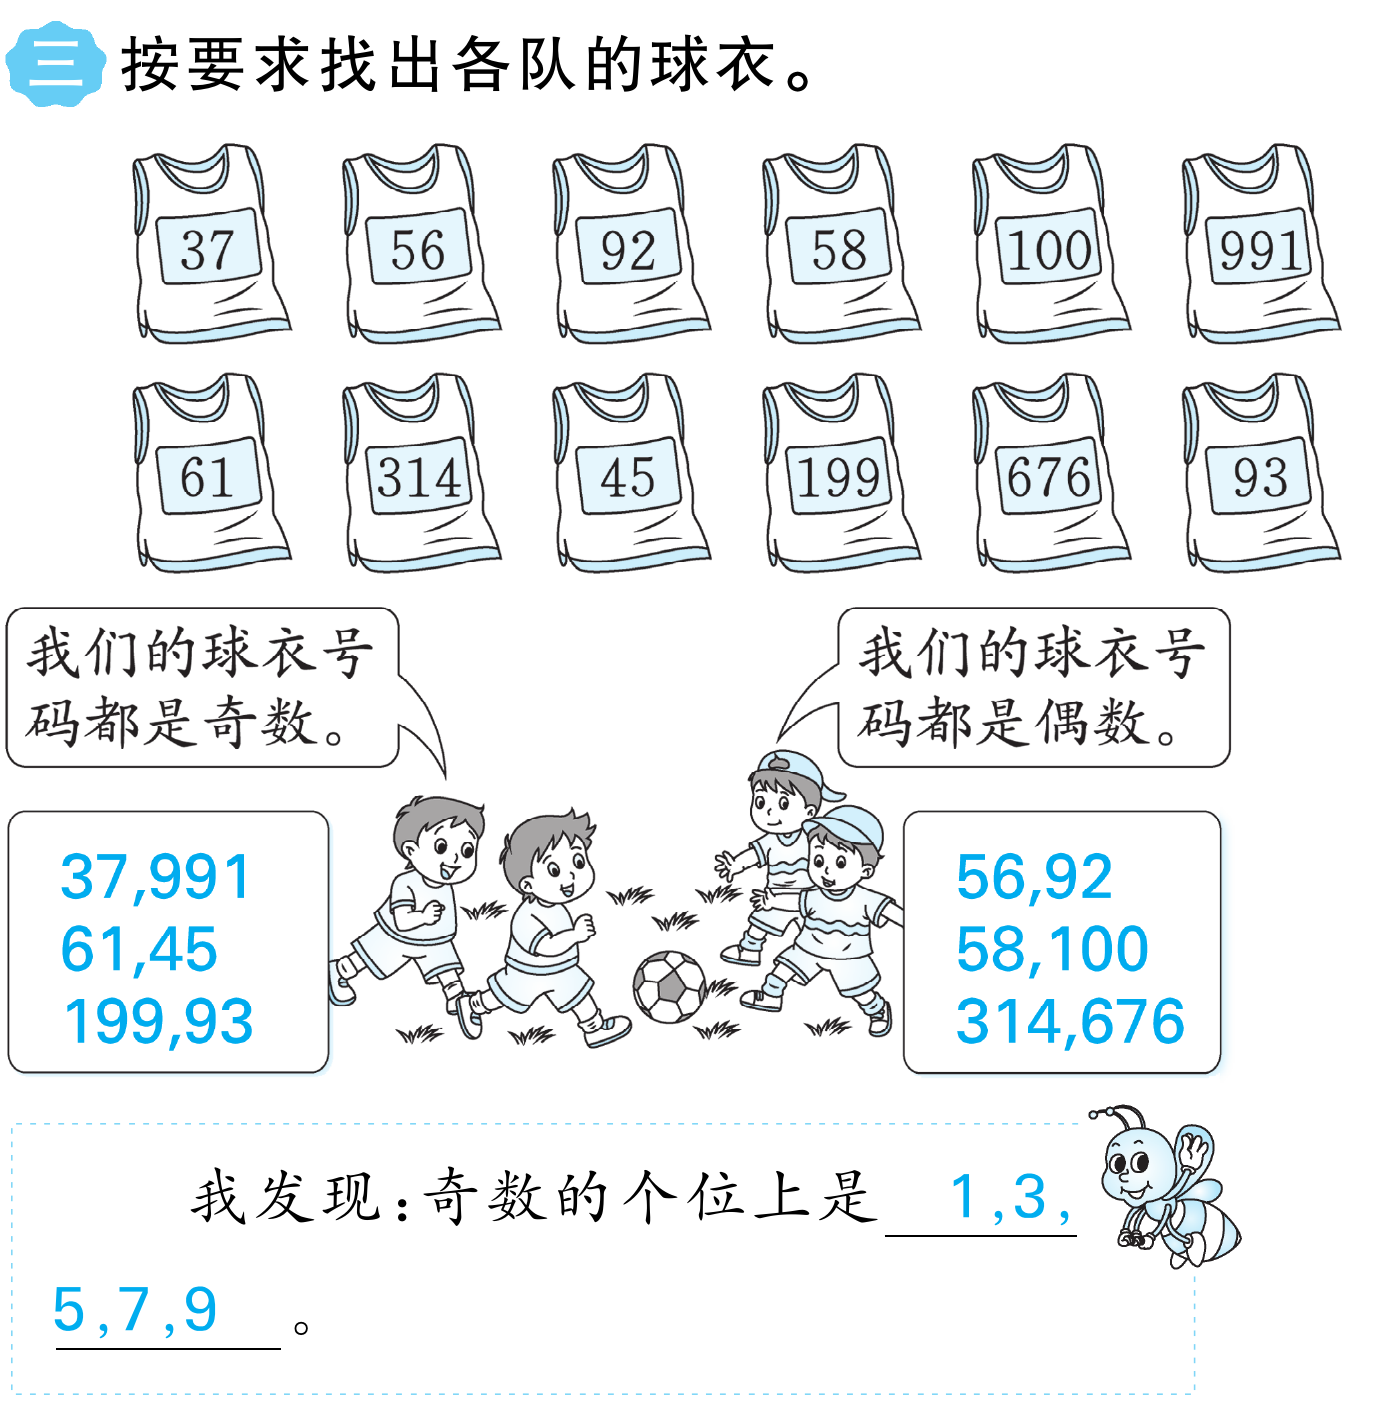 三 按要求找出各队的球衣。
37 56 92 58 100 991
61 314 45 199 676 93
我们的球衣号
码都是奇数。
我们的球衣号
码都是偶数。
37,991
61,45
199,93
56,92
58,100
314,676
我发现:奇数的个位上是 1,3,
5,7,9 。